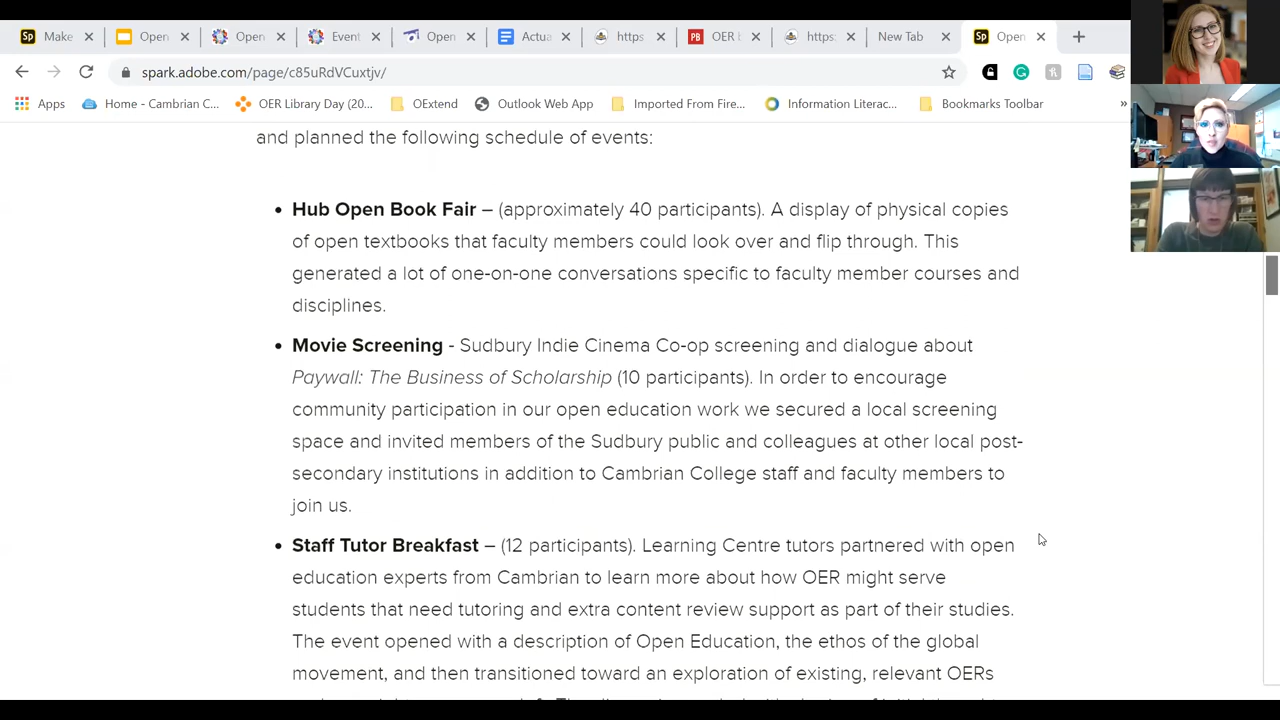 Make
Open
Open
Event
Open
Actua
https
OER b
https:
New Tab
Open
spark.adobe.com/page/c85uRdVCuxtjv/
Apps
Home - Cambrian C...
OER Library Day (20...
OExtend
Outlook Web App
Imported From Fire...
Information Literac...
Bookmarks Toolbar
»
and planned the following schedule of events:
• Hub Open Book Fair – (approximately 40 participants). A display of physical copies
of open textbooks that faculty members could look over and flip through. This
generated a lot of one-on-one conversations specific to faculty member courses and
disciplines.
• Movie Screening - Sudbury Indie Cinema Co-op screening and dialogue about
Paywall: The Business of Scholarship (10 participants). In order to encourage
community participation in our open education work we secured a local screening
space and invited members of the Sudbury public and colleagues at other local post-
secondary institutions in addition to Cambrian College staff and faculty members to
join us.
• Staff Tutor Breakfast – (12 participants). Learning Centre tutors partnered with open
education experts from Cambrian to learn more about how OER might serve
students that need tutoring and extra content review support as part of their studies.
The event opened with a description of Open Education, the ethos of the global
movement, and then transitioned toward an exploration of existing, relevant OERs